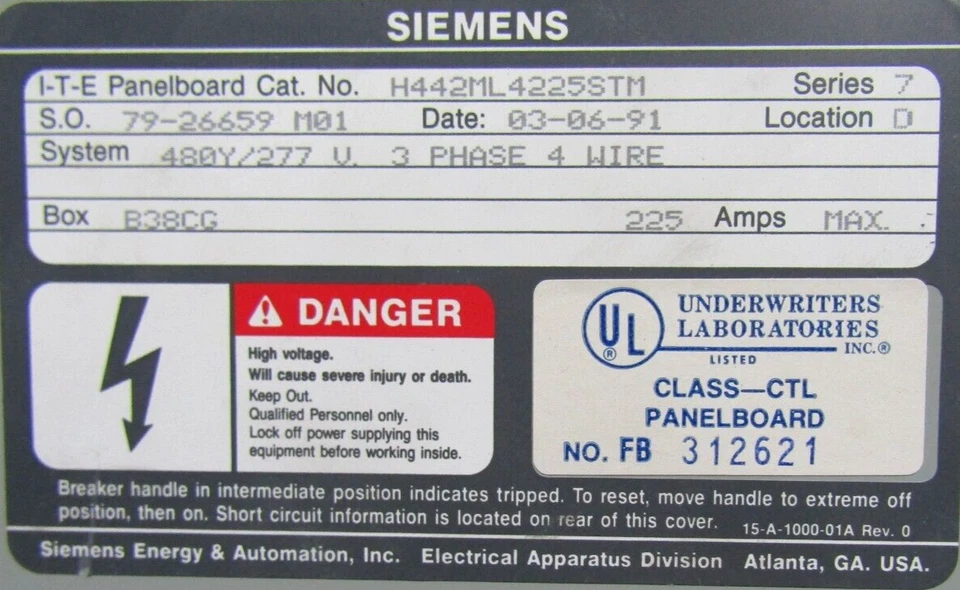 SIEMENS
I-T-E Panelboard Cat. No. H442ML4225STM Series 7
S.O. 79-26659 M01 Date: 03-06-91 Location D
System 480Y/277 V. 3 PHASE 4 WIRE
Box B38CG 225 Amps MAX.
DANGER
High voltage.
Will cause severe injury or death.
Keep Out.
Qualified Personnel only.
Lock off power supplying this
equipment before working inside.
UL ®
UNDERWRITERS
LABORATORIES
INC.®
LISTED
CLASS—CTL
PANELBOARD
NO. FB 312621
Breaker handle in intermediate position indicates tripped. To reset, move handle to extreme off
position, then on. Short circuit information is located on rear of this cover. 15-A-1000-01A Rev. 0
Siemens Energy & Automation, Inc. Electrical Apparatus Division Atlanta, GA. USA.